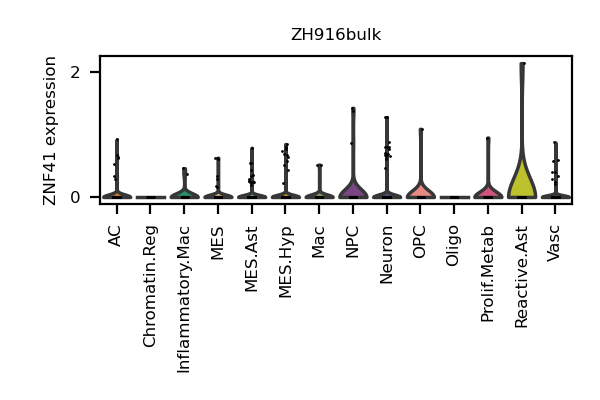 ZH916bulk
ZNF41 expression
2
0
AC
Chromatin.Reg
Inflammatory.Mac
MES
MES.Ast
MES.Hyp
Mac
NPC
Neuron
OPC
Oligo
Prolif.Metab
Reactive.Ast
Vasc